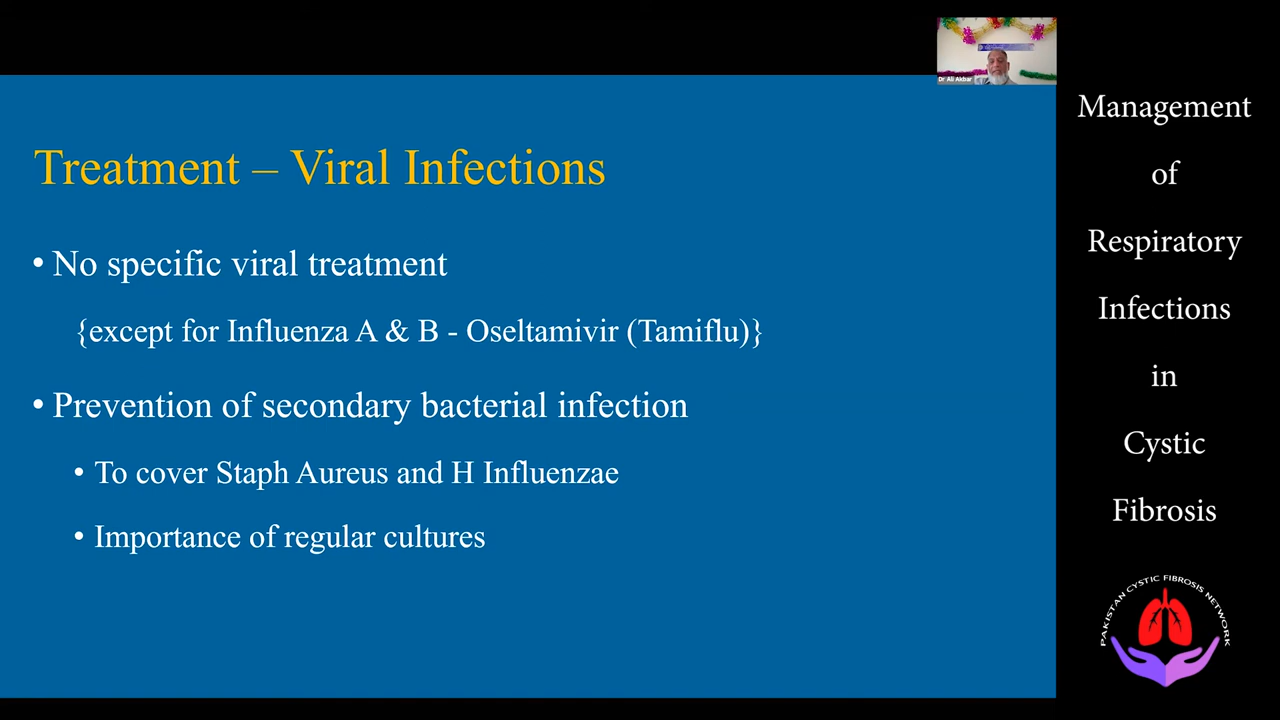 Dr Ali Akbar
Treatment – Viral Infections
• No specific viral treatment
{except for Influenza A & B - Oseltamivir (Tamiflu)}
• Prevention of secondary bacterial infection
• To cover Staph Aureus and H Influenzae
• Importance of regular cultures
Management
of
Respiratory
Infections
in
Cystic
Fibrosis
PAKISTAN CYSTIC FIBROSIS NETWORK